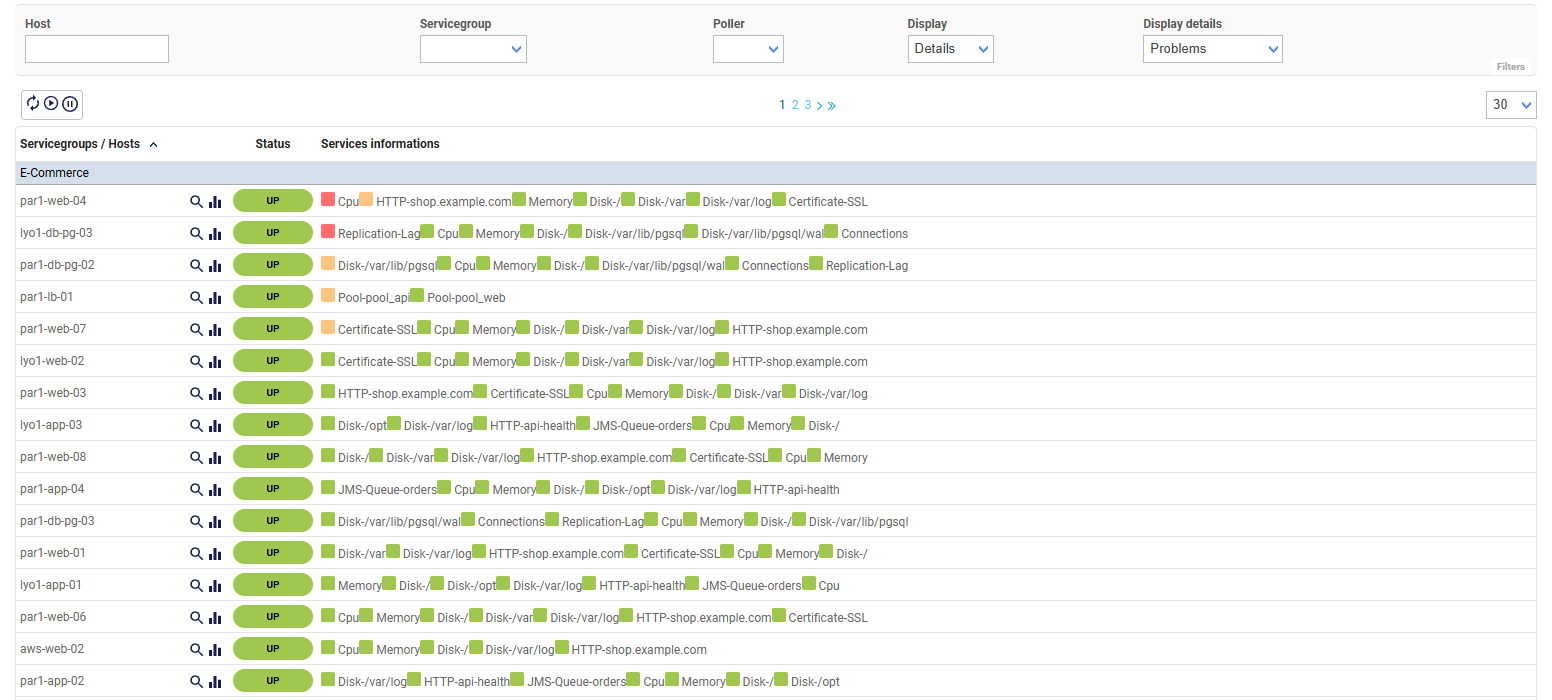 Host Servicegroup Poller Display Display details
Details Problems
Filters
1 2 3 30
Servicegroups / Hosts Status Services informations
E-Commerce
par1-web-04 UP Cpu HTTP-shop.example.com Memory Disk-/ Disk-/var Disk-/var/log Certificate-SSL
lyo1-db-pg-03 UP Replication-Lag Cpu Memory Disk-/ Disk-/var/lib/pgsql Disk-/var/lib/pgsql/wal Connections
par1-db-pg-02 UP Disk-/var/lib/pgsql Cpu Memory Disk-/ Disk-/var/lib/pgsql/wal Connections Replication-Lag
par1-lb-01 UP Pool-pool_api Pool-pool_web
par1-web-07 UP Certificate-SSL Cpu Memory Disk-/ Disk-/var Disk-/var/log HTTP-shop.example.com
lyo1-web-02 UP Certificate-SSL Cpu Memory Disk-/ Disk-/var Disk-/var/log HTTP-shop.example.com
par1-web-03 UP HTTP-shop.example.com Certificate-SSL Cpu Memory Disk-/ Disk-/var Disk-/var/log
lyo1-app-03 UP Disk-/opt Disk-/var/log HTTP-api-health JMS-Queue-orders Cpu Memory Disk-/
par1-web-08 UP Disk-/ Disk-/var Disk-/var/log HTTP-shop.example.com Certificate-SSL Cpu Memory
par1-app-04 UP JMS-Queue-orders Cpu Memory Disk-/ Disk-/opt Disk-/var/log HTTP-api-health
par1-db-pg-03 UP Disk-/var/lib/pgsql/wal Connections Replication-Lag Cpu Memory Disk-/ Disk-/var/lib/pgsql
par1-web-01 UP Disk-/var Disk-/var/log HTTP-shop.example.com Certificate-SSL Cpu Memory Disk-/
lyo1-app-01 UP Memory Disk-/ Disk-/opt Disk-/var/log HTTP-api-health JMS-Queue-orders Cpu
par1-web-06 UP Cpu Memory Disk-/ Disk-/var Disk-/var/log HTTP-shop.example.com Certificate-SSL
aws-web-02 UP Cpu Memory Disk-/ Disk-/var/log HTTP-shop.example.com
par1-app-02 UP Disk-/var/log HTTP-api-health JMS-Queue-orders Cpu Memory Disk-/ Disk-/opt